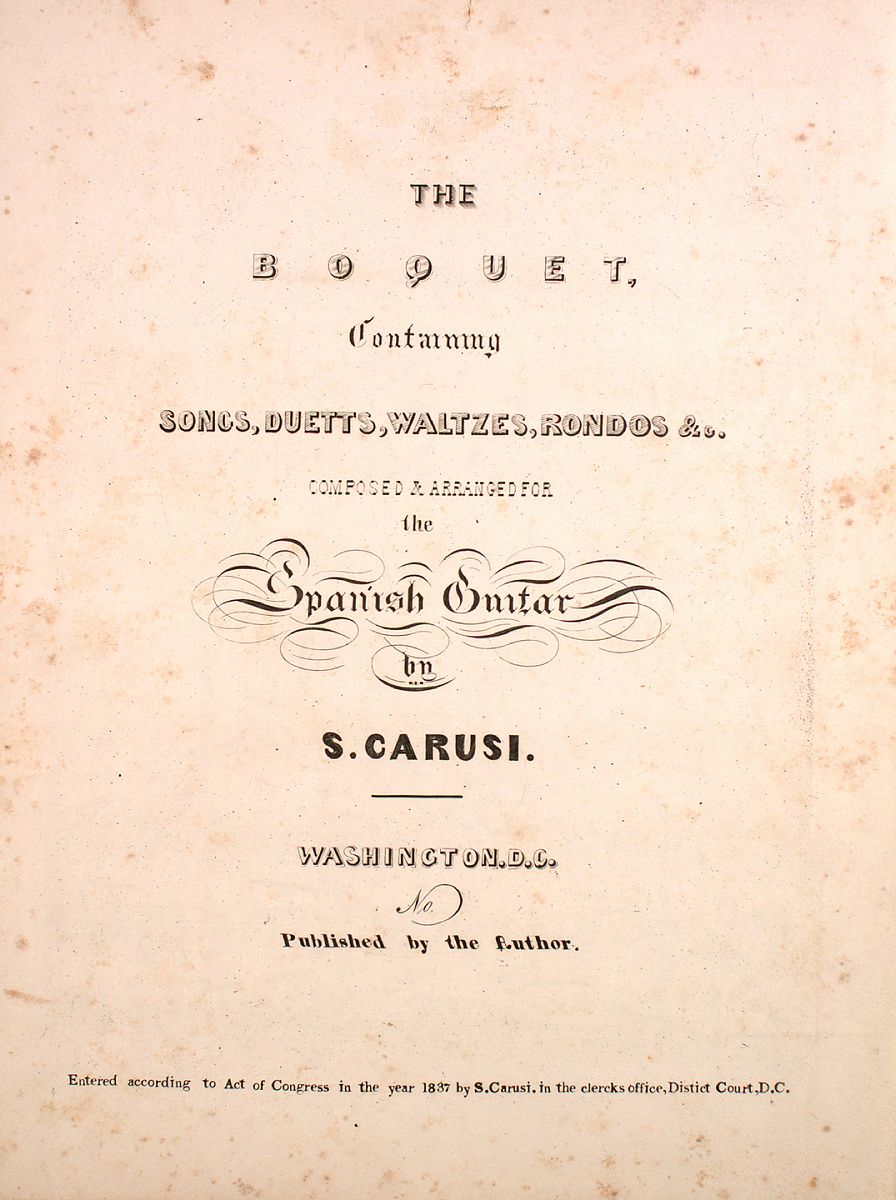 THE
BOQUET,
Containing
SONGS, DUETTS, WALTZES, RONDOS &c.
COMPOSED & ARRANGED FOR
the
Spanish Guitar
by
S. CARUSI.
WASHINGTON. D.C.
No.
Published by the Author.
Entered according to Act of Congress in the year 1837 by S. Carusi. in the clercks office, Distict Court, D.C.